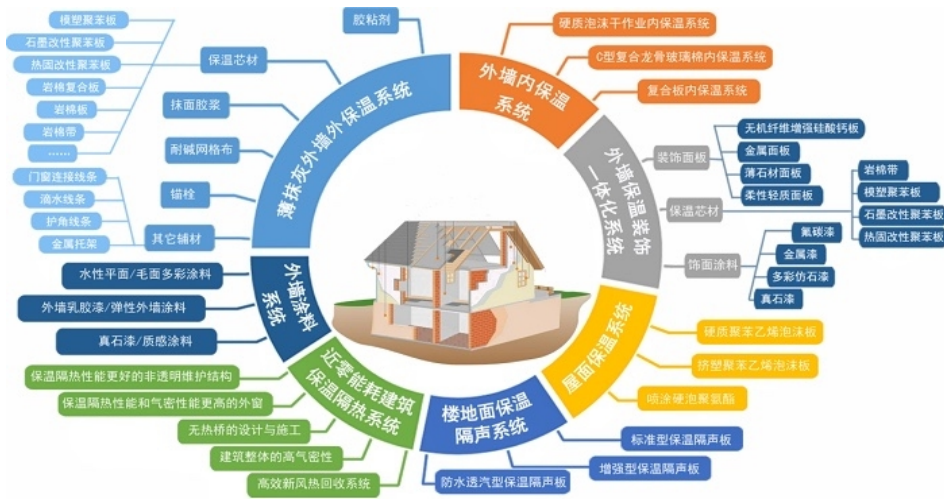 胶粘剂
保温芯材
模塑聚苯板
石墨改性聚苯板
热固改性聚苯板
岩棉复合板
岩棉板
岩棉带
……
抹面胶浆
耐碱网格布
锚栓
其它辅材
门窗连接线条
滴水线条
护角线条
金属托架
薄抹灰外墙外保温系统
外墙内保温
系统
硬质泡沫干作业内保温系统
C型复合龙骨玻璃棉内保温系统
复合板内保温系统
外墙保温装饰
一体化系统
装饰面板
无机纤维增强硅酸钙板
金属面板
薄石材面板
柔性轻质面板
保温芯材
岩棉带
模塑聚苯板
石墨改性聚苯板
热固改性聚苯板
饰面涂料
氟碳漆
金属漆
多彩仿石漆
真石漆
屋面保温系统
硬质聚苯乙烯泡沫板
挤塑聚苯乙烯泡沫板
喷涂硬泡聚氨酯
楼地面保温
隔声系统
标准型保温隔声板
增强型保温隔声板
防水透汽型保温隔声板
近零能耗建筑
保温隔热系统
保温隔热性能更好的非透明维护结构
保温隔热性能和气密性能更高的外窗
无热桥的设计与施工
建筑整体的高气密性
高效新风热回收系统
外墙涂料
系统
水性平面/毛面多彩涂料
外墙乳胶漆/弹性外墙涂料
真石漆/质感涂料